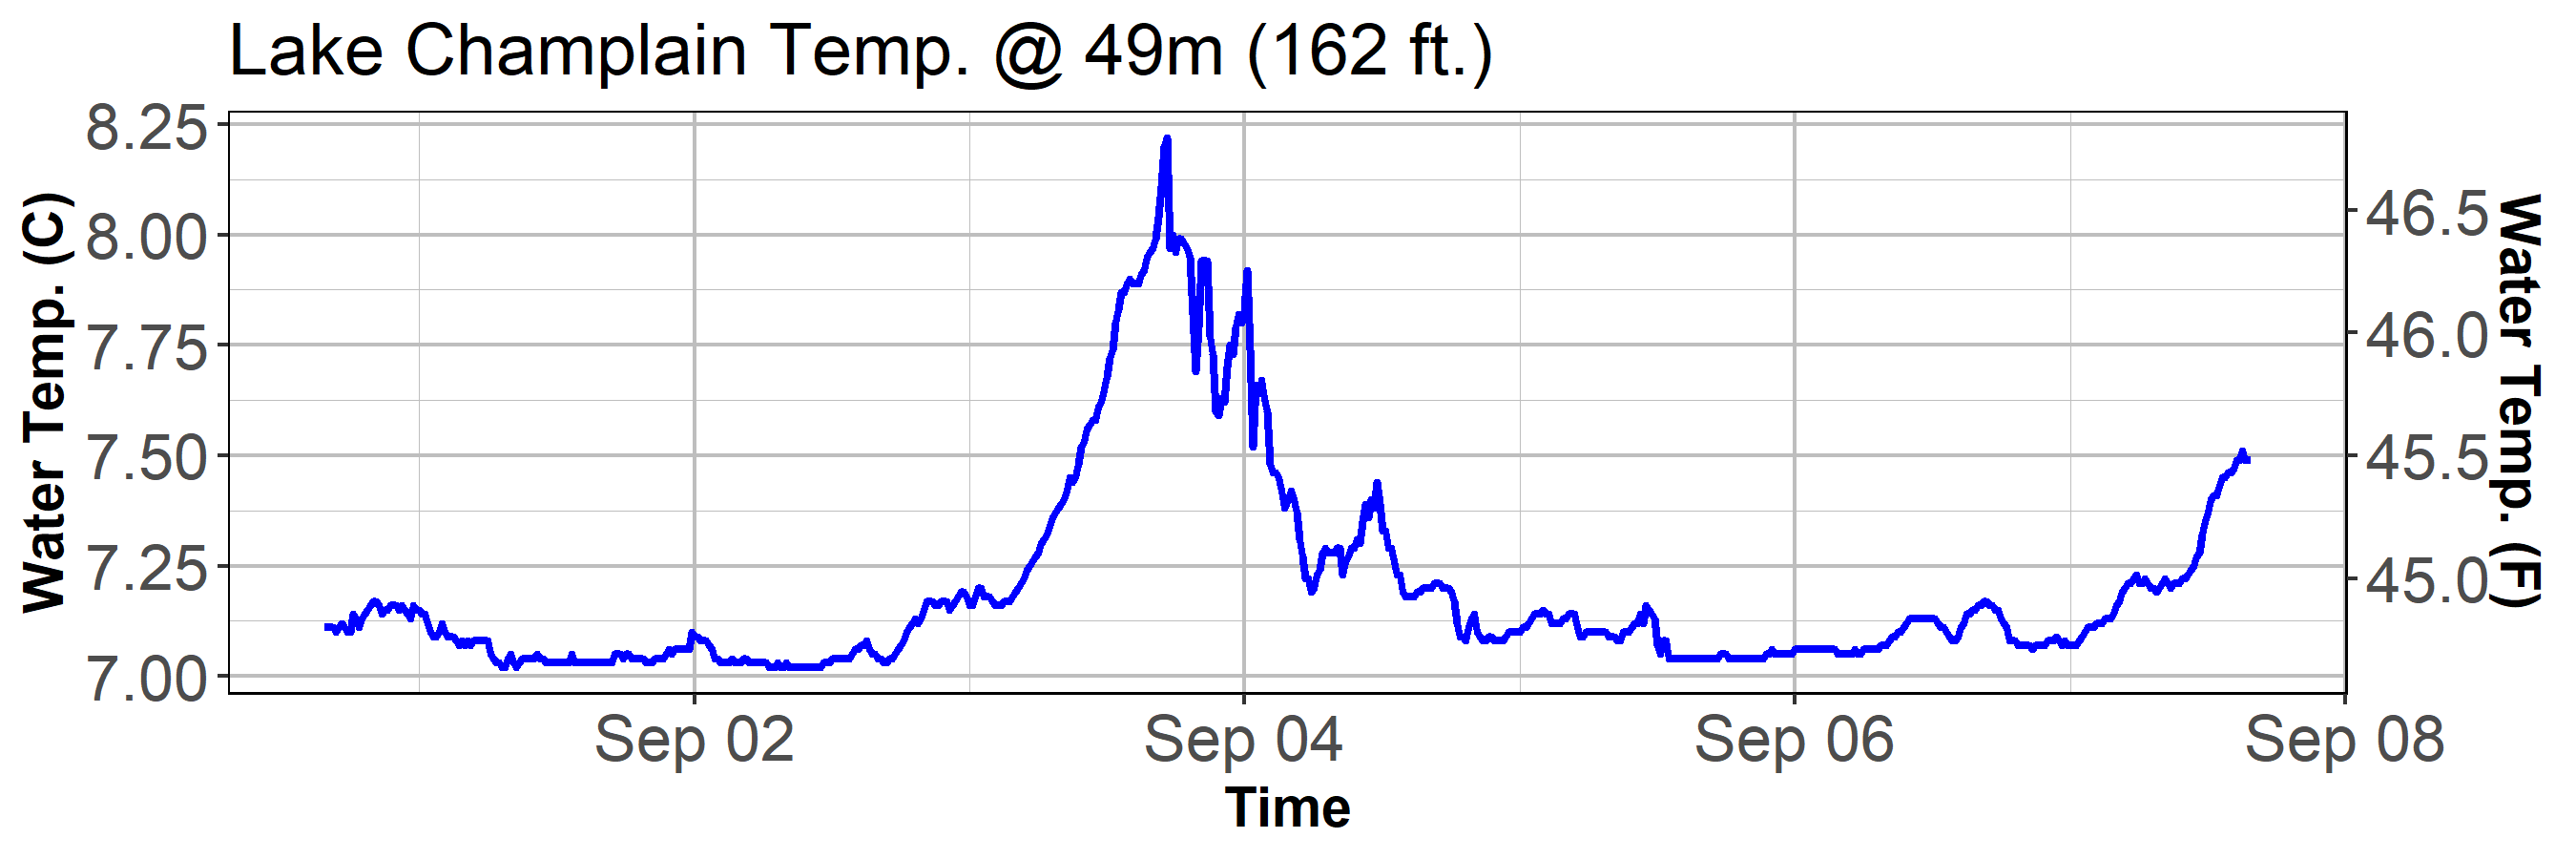 Lake Champlain Temp. @ 49m (162 ft.)
Water Temp. (C)
8.25
8.00
7.75
7.50
7.25
7.00
46.5
46.0
45.5
45.0
Water Temp. (F)
Sep 02 Sep 04 Sep 06 Sep 08
Time